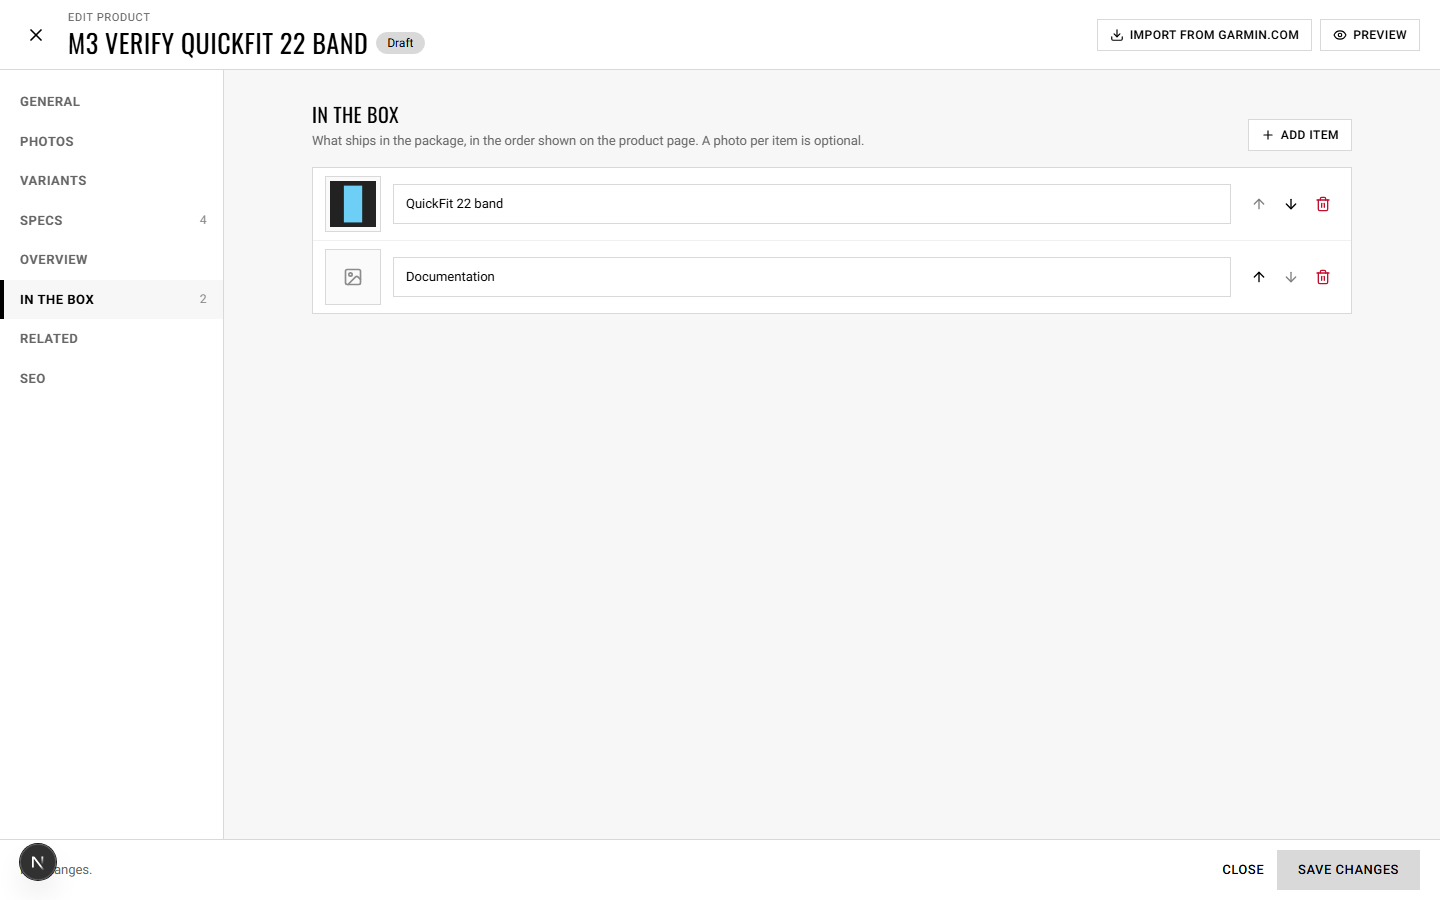 EDIT PRODUCT
M3 VERIFY QUICKFIT 22 BAND
Draft
IMPORT FROM GARMIN.COM
PREVIEW
GENERAL
PHOTOS
VARIANTS
SPECS 4
OVERVIEW
IN THE BOX 2
RELATED
SEO
IN THE BOX
What ships in the package, in the order shown on the product page. A photo per item is optional.
ADD ITEM
QuickFit 22 band
Documentation
N
anges.
CLOSE
SAVE CHANGES